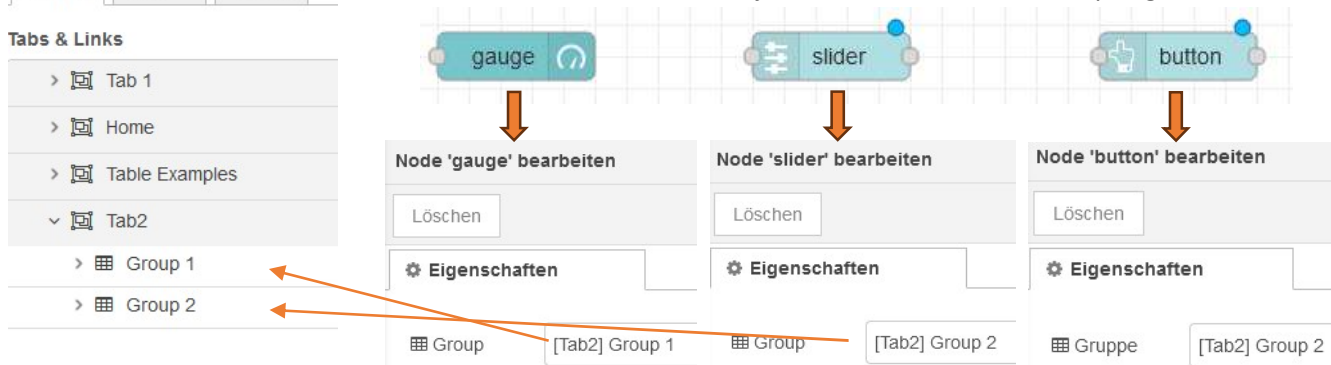 Tabs & Links
Tab 1
Home
Table Examples
Tab2
Group 1
Group 2
gauge
slider
button
Node 'gauge' bearbeiten
Löschen
Eigenschaften
Group
[Tab2] Group 1
Node 'slider' bearbeiten
Löschen
Eigenschaften
Group
[Tab2] Group 2
Node 'button' bearbeiten
Löschen
Eigenschaften
Gruppe
[Tab2] Group 2